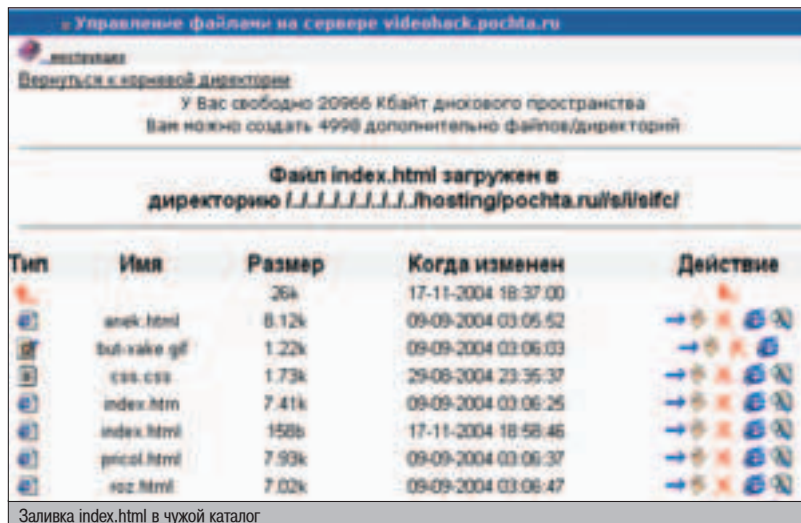 » Управление файлами на сервере videohack.pochta.ru
инструкция
Вернуться к корневой директории
У Вас свободно 20966 Кбайт дискового пространства
Вам можно создать 4998 дополнительно файлов/директорий
Файл index.html загружен в
директорию /../../../../../../../../../hosting/pochta.ru/i/s/i/sifc/
Тип Имя Размер Когда изменен Действие
26k 17-11-2004 18:37:00
anek.html 8.12k 09-09-2004 03:05:52
but-xake.gif 1.22k 09-09-2004 03:06:03
css.css 1.73k 29-08-2004 23:35:37
index.htm 7.41k 09-09-2004 03:06:25
index.html 158b 17-11-2004 18:58:46
pricol.html 7.93k 09-09-2004 03:06:37
roz.html 7.02k 09-09-2004 03:06:47
Заливка index.html в чужой каталог